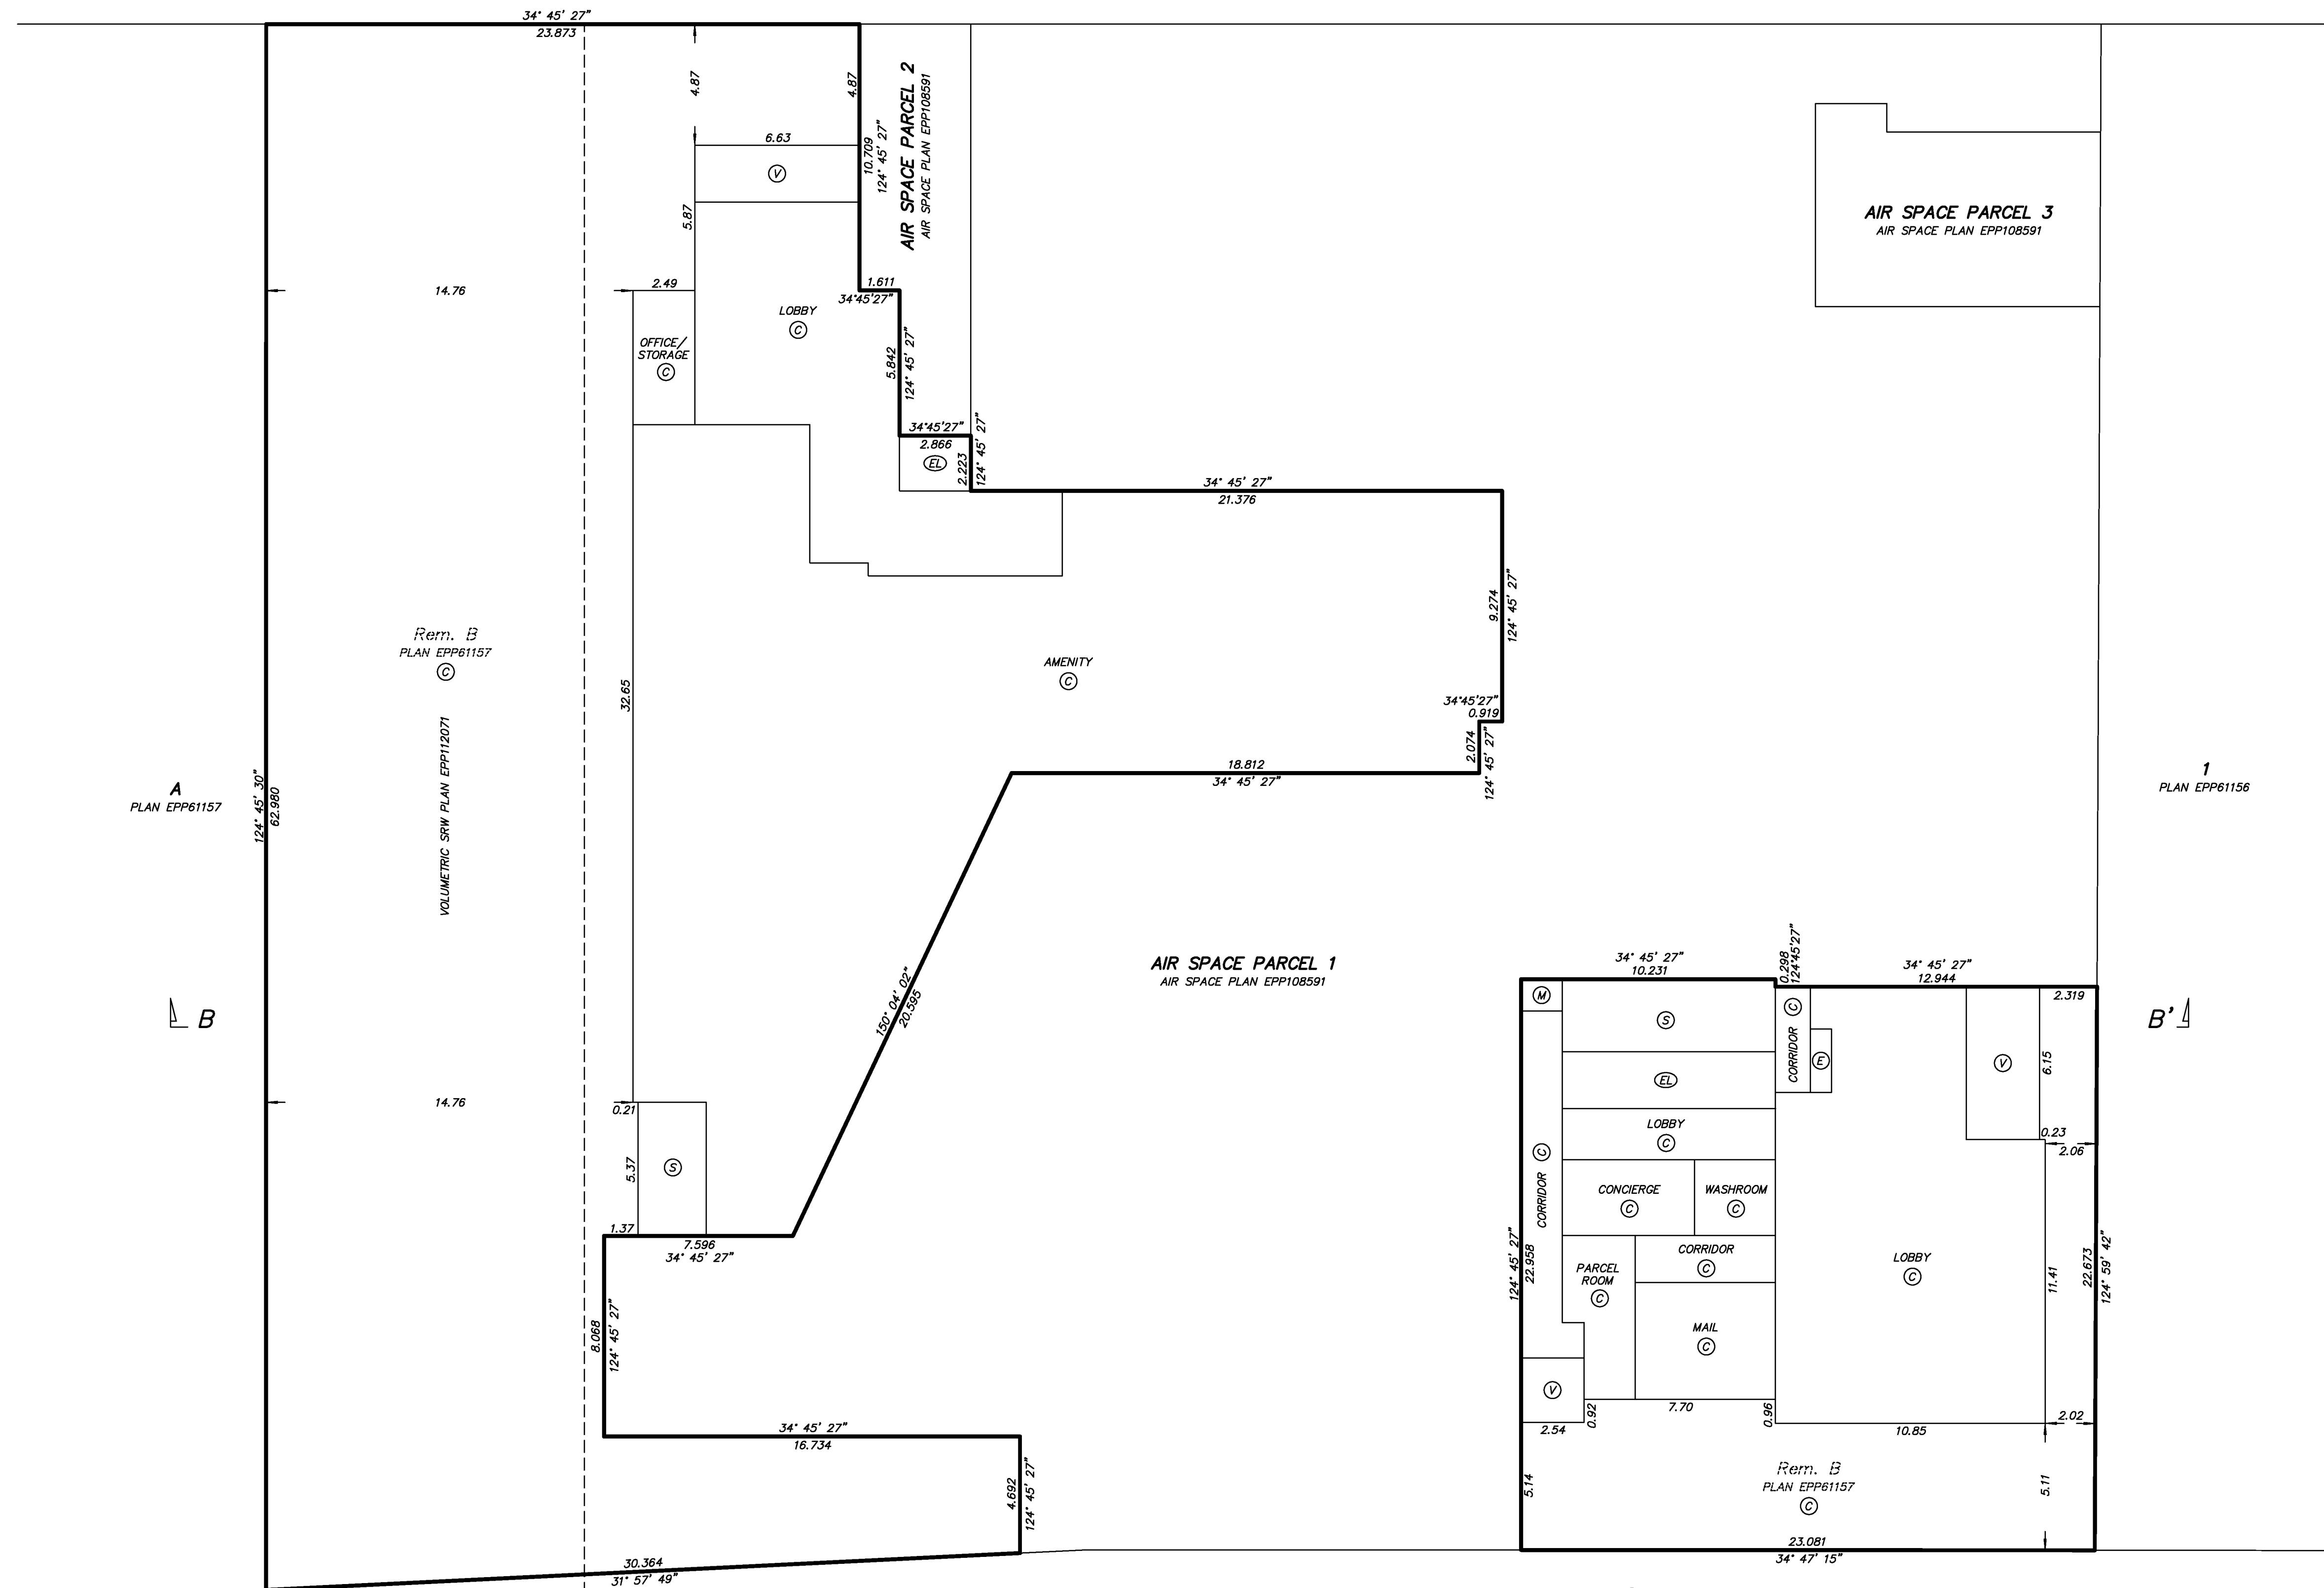 34° 45' 27"
23.873
4.87
4.87
10.709
124° 45' 27"
AIR SPACE PARCEL 2
AIR SPACE PLAN EPP108591
6.63
V
5.87
AIR SPACE PARCEL 3
AIR SPACE PLAN EPP108591
14.76
2.49
1.611
34°45'27"
LOBBY
C
OFFICE/
STORAGE
C
5.842
124° 45' 27"
34°45'27"
2.866
EL
2.223
124° 45' 27"
34° 45' 27"
21.376
9.274
124° 45' 27"
Rem. B
PLAN EPP61157
C
VOLUMETRIC SRW PLAN EPP112071
32.65
AMENITY
C
34°45'27"
0.919
2.074
124° 45' 27"
18.812
34° 45' 27"
A
PLAN EPP61157
124° 45' 30"
62.980
1
PLAN EPP61156
150° 04' 02"
20.595
AIR SPACE PARCEL 1
AIR SPACE PLAN EPP108591
B
B'
34° 45' 27"
10.231
0.298
124°45'27"
34° 45' 27"
12.944
2.319
M
S
CORRIDOR C
E
V
6.15
EL
LOBBY
C
0.23
2.06
CORRIDOR C
CONCIERGE
C
WASHROOM
C
14.76
0.21
5.37
S
1.37
7.596
34° 45' 27"
124° 45' 27"
22.958
CORRIDOR
C
PARCEL
ROOM
C
MAIL
C
LOBBY
C
11.41
22.673
124° 59' 42"
8.068
124° 45' 27"
V
2.54
0.92
7.70
0.96
10.85
2.02
34° 45' 27"
16.734
4.692
124° 45' 27"
5.14
Rem. B
PLAN EPP61157
C
5.11
23.081
34° 47' 15"
30.364
31° 57' 49"